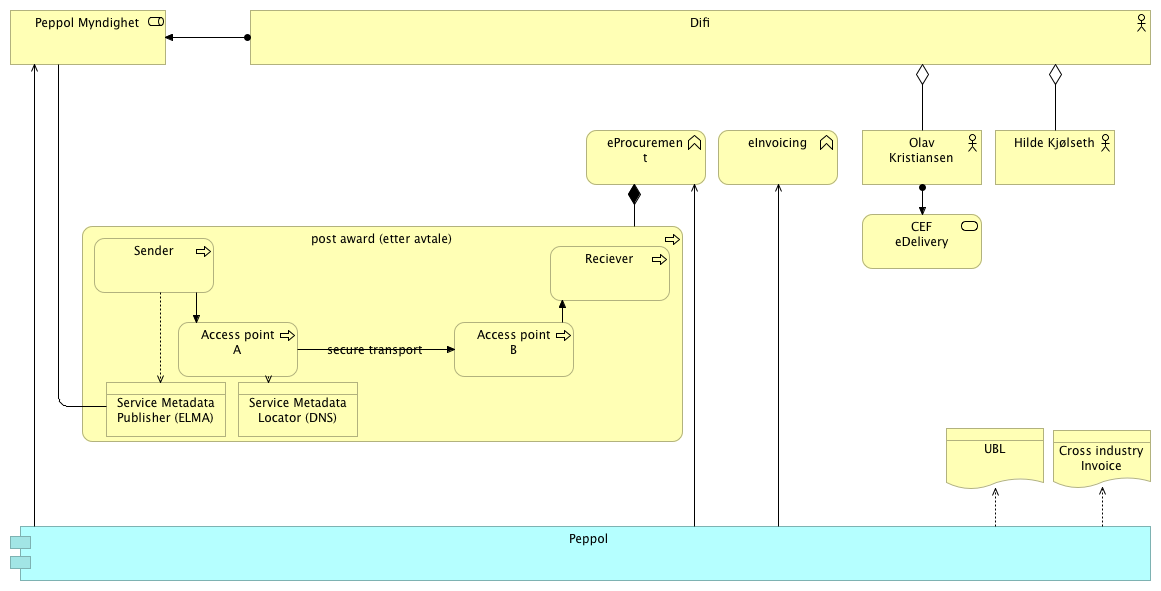 Peppol Myndighet
Difi
eProcuremen
t
eInvoicing
Olav
Kristiansen
Hilde Kjølseth
CEF
eDelivery
post award (etter avtale)
Sender
Reciever
Access point
A
secure transport
Access point
B
Service Metadata
Publisher (ELMA)
Service Metadata
Locator (DNS)
UBL
Cross industry
Invoice
Peppol